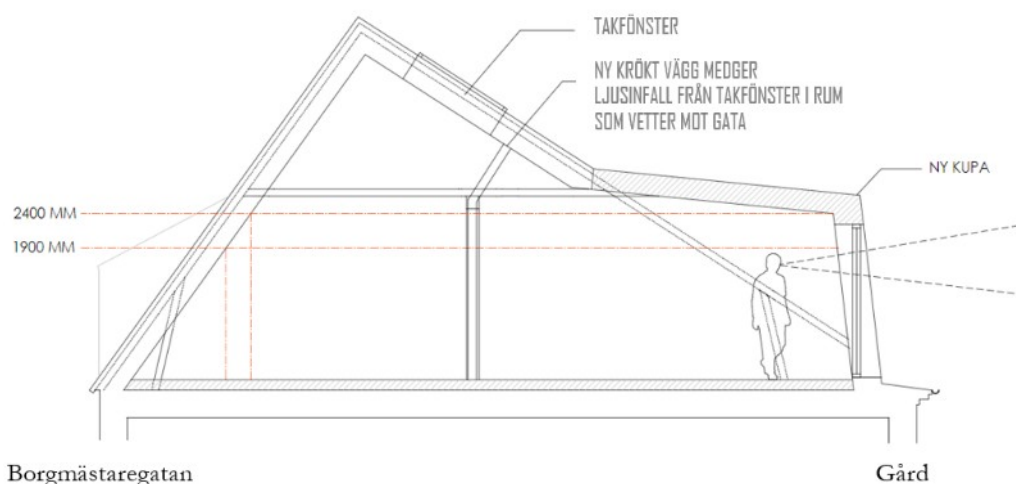 TAKFÖNSTER
NY KRÖKT VÄGG MEDGER
LJUSINFALL FRÅN TAKFÖNSTER I RUM
SOM VETTER MOT GATA
NY KUPA
2400 MM
1900 MM
Borgmästaregatan
Gård